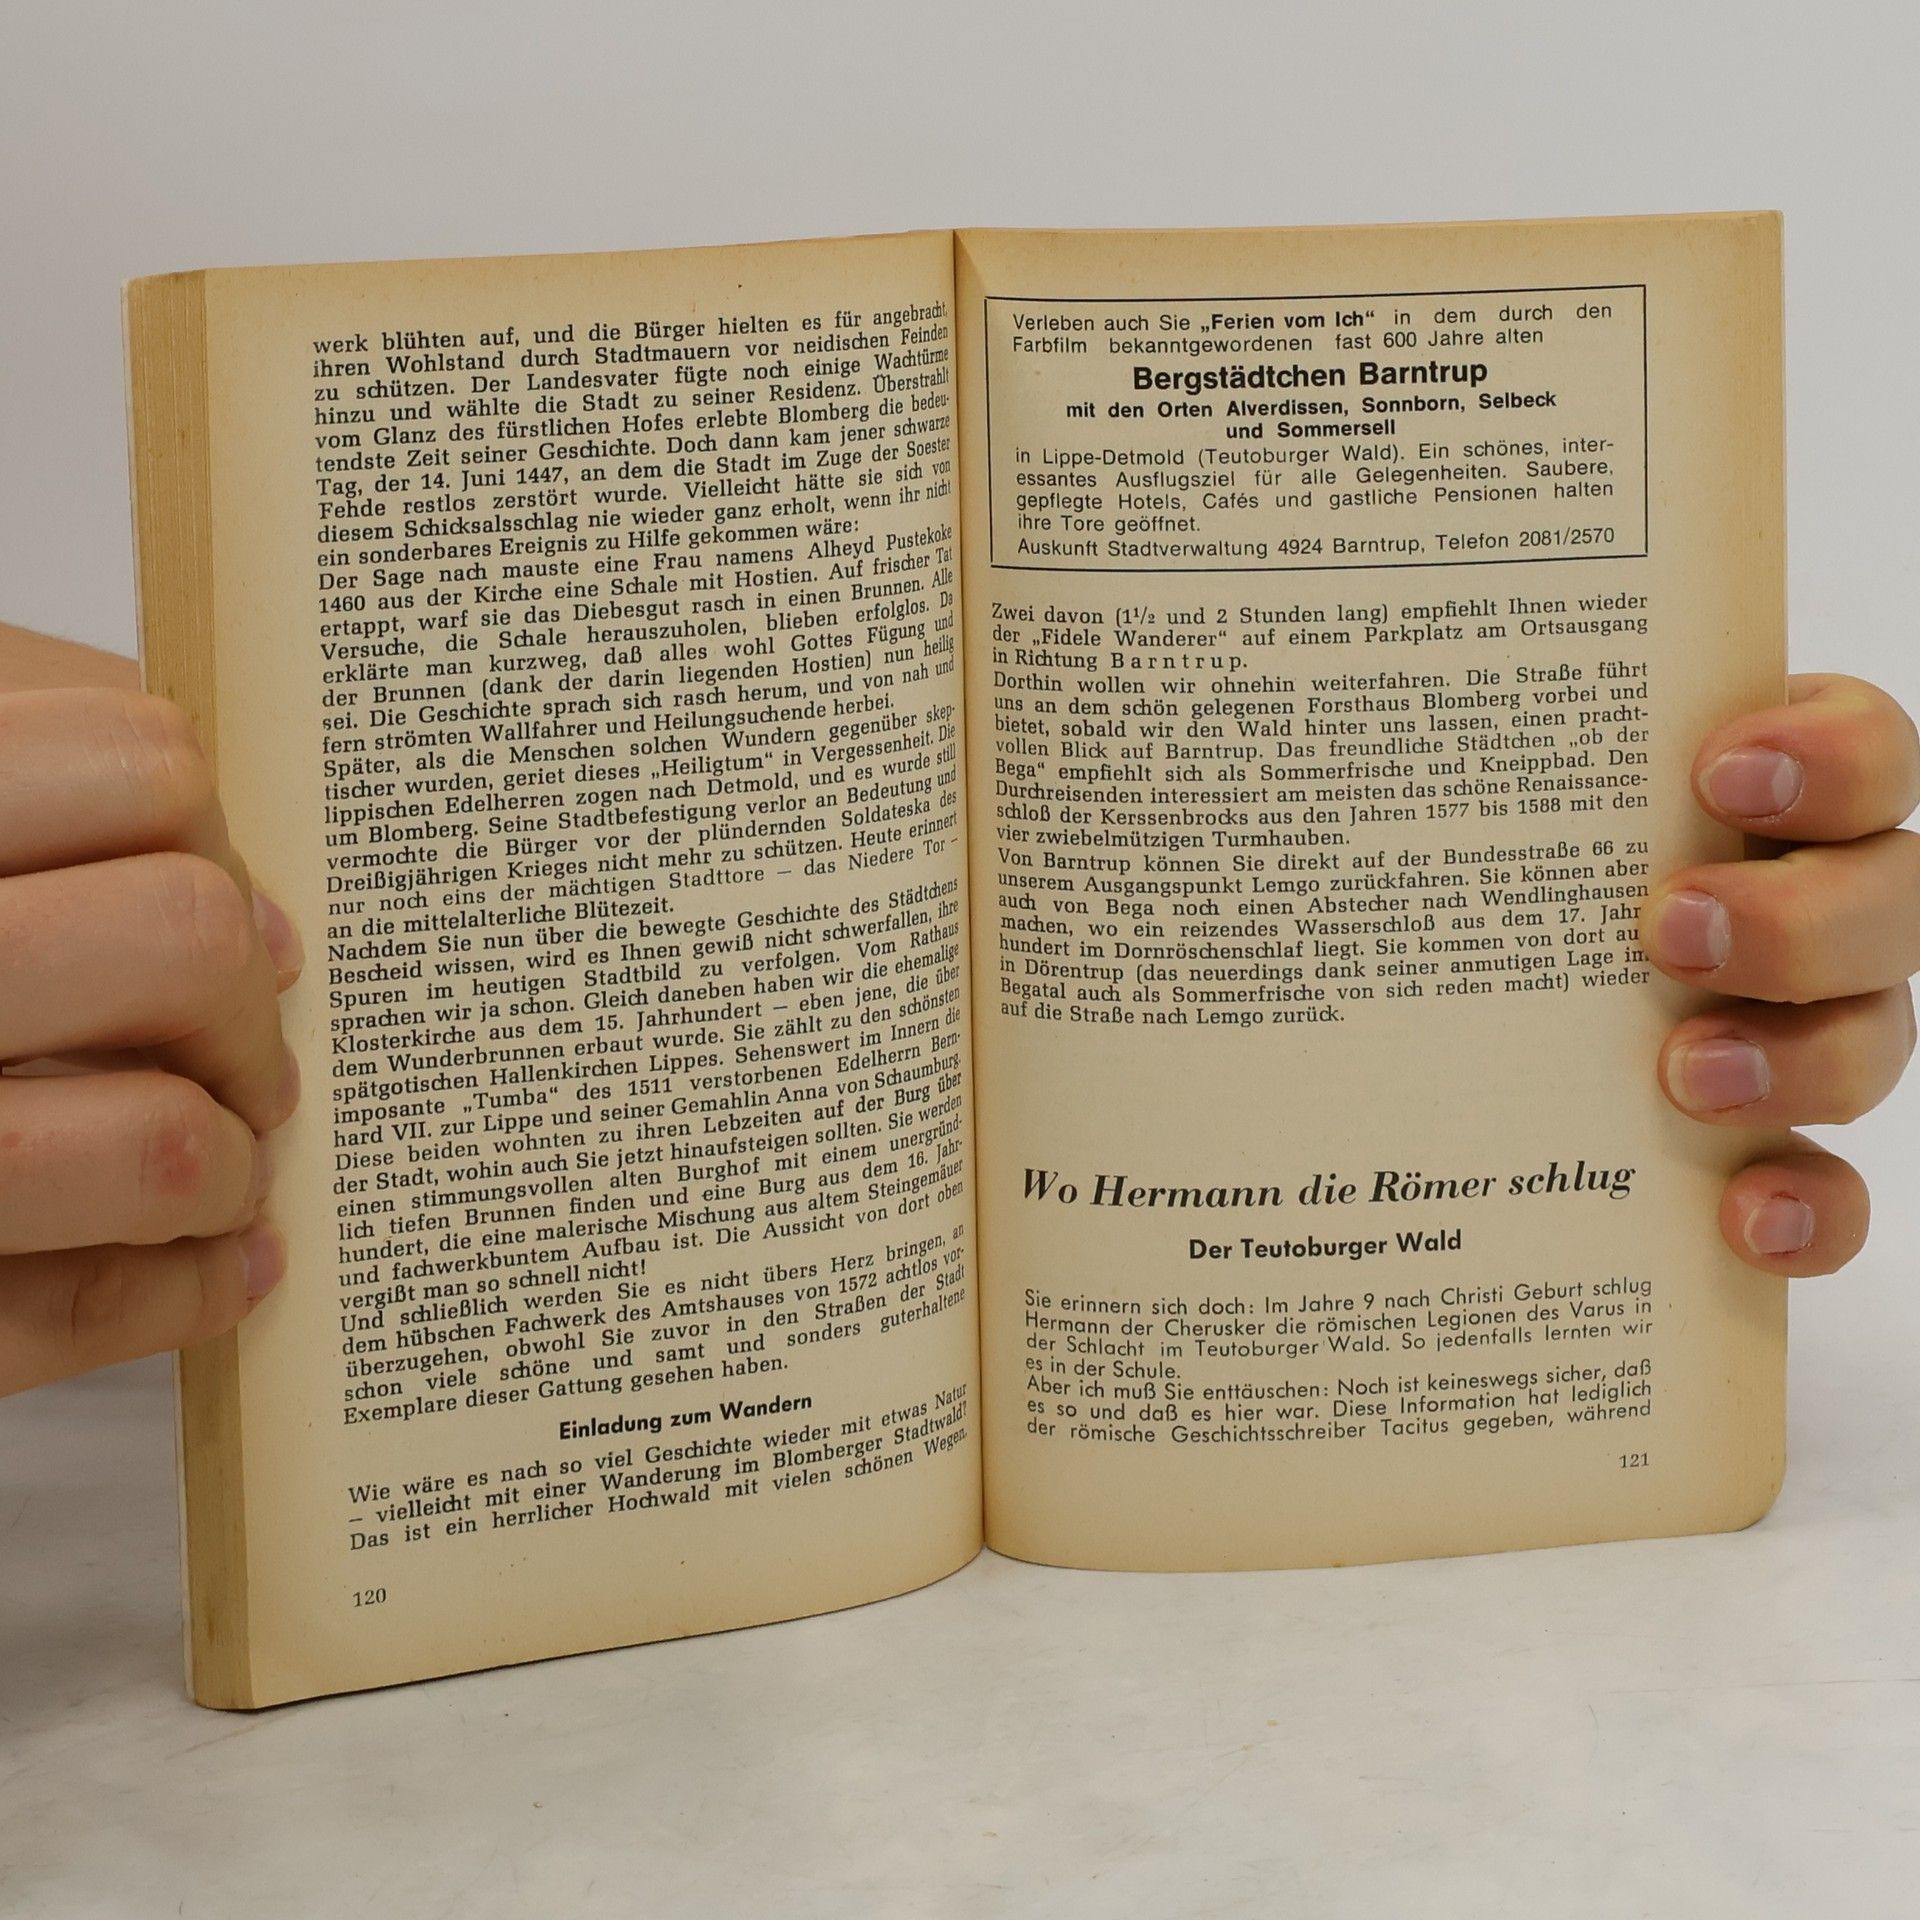 werk blühten auf, und die Bürger hielten es für angebracht,
ihren Wohlstand durch Stadtmauern vor neidischen Feinden
zu schützen. Der Landesvater fügte noch einige Wachtürme
hinzu und wählte die Stadt zu seiner Residenz. Überstrahlt
vom Glanz des fürstlichen Hofes erlebte Blomberg die bedeu-
tendste Zeit seiner Geschichte. Doch dann kam jener schwarze
Tag, der 14. Juni 1447, an dem die Stadt im Zuge der Soester
Fehde restlos zerstört wurde. Vielleicht hätte sie sich von
diesem Schicksalsschlag nie wieder ganz erholt, wenn ihr nicht
ein sonderbares Ereignis zu Hilfe gekommen wäre:
Der Sage nach mauste eine Frau namens Alheyd Pustekoke
1460 aus der Kirche eine Schale mit Hostien. Auf frischer Tat
ertappt, warf sie das Diebesgut rasch in einen Brunnen. Alle
Versuche, die Schale herauszuholen, blieben erfolglos. Da
erklärte man kurzweg, daß alles wohl Gottes Fügung und
der Brunnen (dank der darin liegenden Hostien) nun heilig
sei. Die Geschichte sprach sich rasch herum, und von nah und
fern strömten Wallfahrer und Heilungsuchende herbei.
Später, als die Menschen solchen Wundern gegenüber skep-
tischer wurden, geriet dieses „Heiligtum“ in Vergessenheit. Die
lippischen Edelherren zogen nach Detmold, und es wurde still
um Blomberg. Seine Stadtbefestigung verlor an Bedeutung und
vermochte die Bürger vor der plündernden Soldateska des
Dreißigjährigen Krieges nicht mehr zu schützen. Heute erinnert
nur noch eins der mächtigen Stadttore – das Niedere Tor –
an die mittelalterliche Blütezeit.
Nachdem Sie nun über die bewegte Geschichte des Städtchens
Bescheid wissen, wird es Ihnen gewiß nicht schwerfallen, ihre
Spuren im heutigen Stadtbild zu verfolgen. Vom Rathaus
sprachen wir ja schon. Gleich daneben haben wir die ehemalige
Klosterkirche aus dem 15. Jahrhundert – eben jene, die über
dem Wunderbrunnen erbaut wurde. Sie zählt zu den schönsten
spätgotischen Hallenkirchen Lippes. Sehenswert im Innern die
imposante „Tumba“ des 1511 verstorbenen Edelherrn Bern-
hard VII. zur Lippe und seiner Gemahlin Anna von Schaumburg.
Diese beiden wohnten zu ihren Lebzeiten auf der Burg über
der Stadt, wohin auch Sie jetzt hinaufsteigen sollten. Sie werden
einen stimmungsvollen alten Burghof mit einem unergründ-
lich tiefen Brunnen finden und eine Burg aus dem 16. Jahr-
hundert, die eine malerische Mischung aus altem Steingemäuer
und fachwerkbuntem Aufbau ist. Die Aussicht von dort oben
vergißt man so schnell nicht!
Und schließlich werden Sie es nicht übers Herz bringen, an
dem hübschen Fachwerk des Amtshauses von 1572 achtlos vor-
überzugehen, obwohl Sie zuvor in den Straßen der Stadt
schon viele schöne und samt und sonders guterhaltene
Exemplare dieser Gattung gesehen haben.
Einladung zum Wandern
Wie wäre es nach so viel Geschichte wieder mit etwas Natur
– vielleicht mit einer Wanderung im Blomberger Stadtwald?
Das ist ein herrlicher Hochwald mit vielen schönen Wegen.
120
Verleben auch Sie „Ferien vom Ich“ in dem durch den
Farbfilm bekanntgewordenen fast 600 Jahre alten
Bergstädtchen Barntrup
mit den Orten Alverdissen, Sonnborn, Selbeck
und Sommersell
in Lippe-Detmold (Teutoburger Wald). Ein schönes, inter-
essantes Ausflugsziel für alle Gelegenheiten. Saubere,
gepflegte Hotels, Cafés und gastliche Pensionen halten
ihre Tore geöffnet.
Auskunft Stadtverwaltung 4924 Barntrup, Telefon 2081/2570
Zwei davon (1¹/₂ und 2 Stunden lang) empfiehlt Ihnen wieder
der „Fidele Wanderer“ auf einem Parkplatz am Ortsausgang
in Richtung Barntrup.
Dorthin wollen wir ohnehin weiterfahren. Die Straße führt
uns an dem schön gelegenen Forsthaus Blomberg vorbei und
bietet, sobald wir den Wald hinter uns lassen, einen pracht-
vollen Blick auf Barntrup. Das freundliche Städtchen „ob der
Bega“ empfiehlt sich als Sommerfrische und Kneippbad. Den
Durchreisenden interessiert am meisten das schöne Renaissance-
schloß der Kerssenbrocks aus den Jahren 1577 bis 1588 mit den
vier zwiebelmützigen Turmhauben.
Von Barntrup können Sie direkt auf der Bundesstraße 66 zu
unserem Ausgangspunkt Lemgo zurückfahren. Sie können aber
auch von Bega noch einen Abstecher nach Wendlinghausen
machen, wo ein reizendes Wasserschloß aus dem 17. Jahr
hundert im Dornröschenschlaf liegt. Sie kommen von dort au
in Dörentrup (das neuerdings dank seiner anmutigen Lage im
Begatal auch als Sommerfrische von sich reden macht) wieder
auf die Straße nach Lemgo zurück.
Wo Hermann die Römer schlug
Der Teutoburger Wald
Sie erinnern sich doch: Im Jahre 9 nach Christi Geburt schlug
Hermann der Cherusker die römischen Legionen des Varus in
der Schlacht im Teutoburger Wald. So jedenfalls lernten wir
es in der Schule.
Aber ich muß Sie enttäuschen: Noch ist keineswegs sicher, daß
es so und daß es hier war. Diese Information hat lediglich
der römische Geschichtsschreiber Tacitus gegeben, während
121